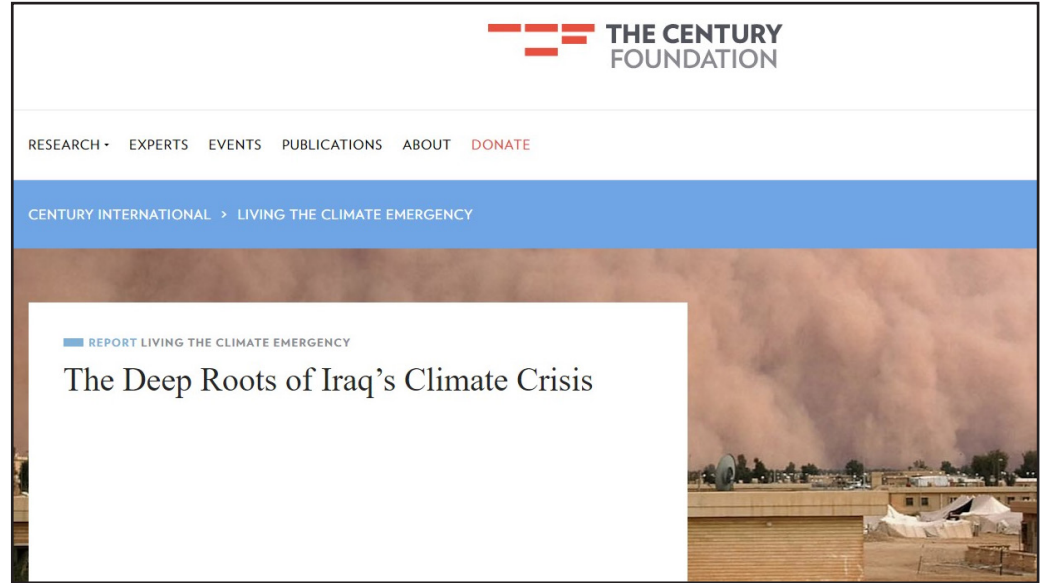 THE CENTURY
FOUNDATION
RESEARCH EXPERTS EVENTS PUBLICATIONS ABOUT DONATE
CENTURY INTERNATIONAL > LIVING THE CLIMATE EMERGENCY
REPORT LIVING THE CLIMATE EMERGENCY
The Deep Roots of Iraq's Climate Crisis